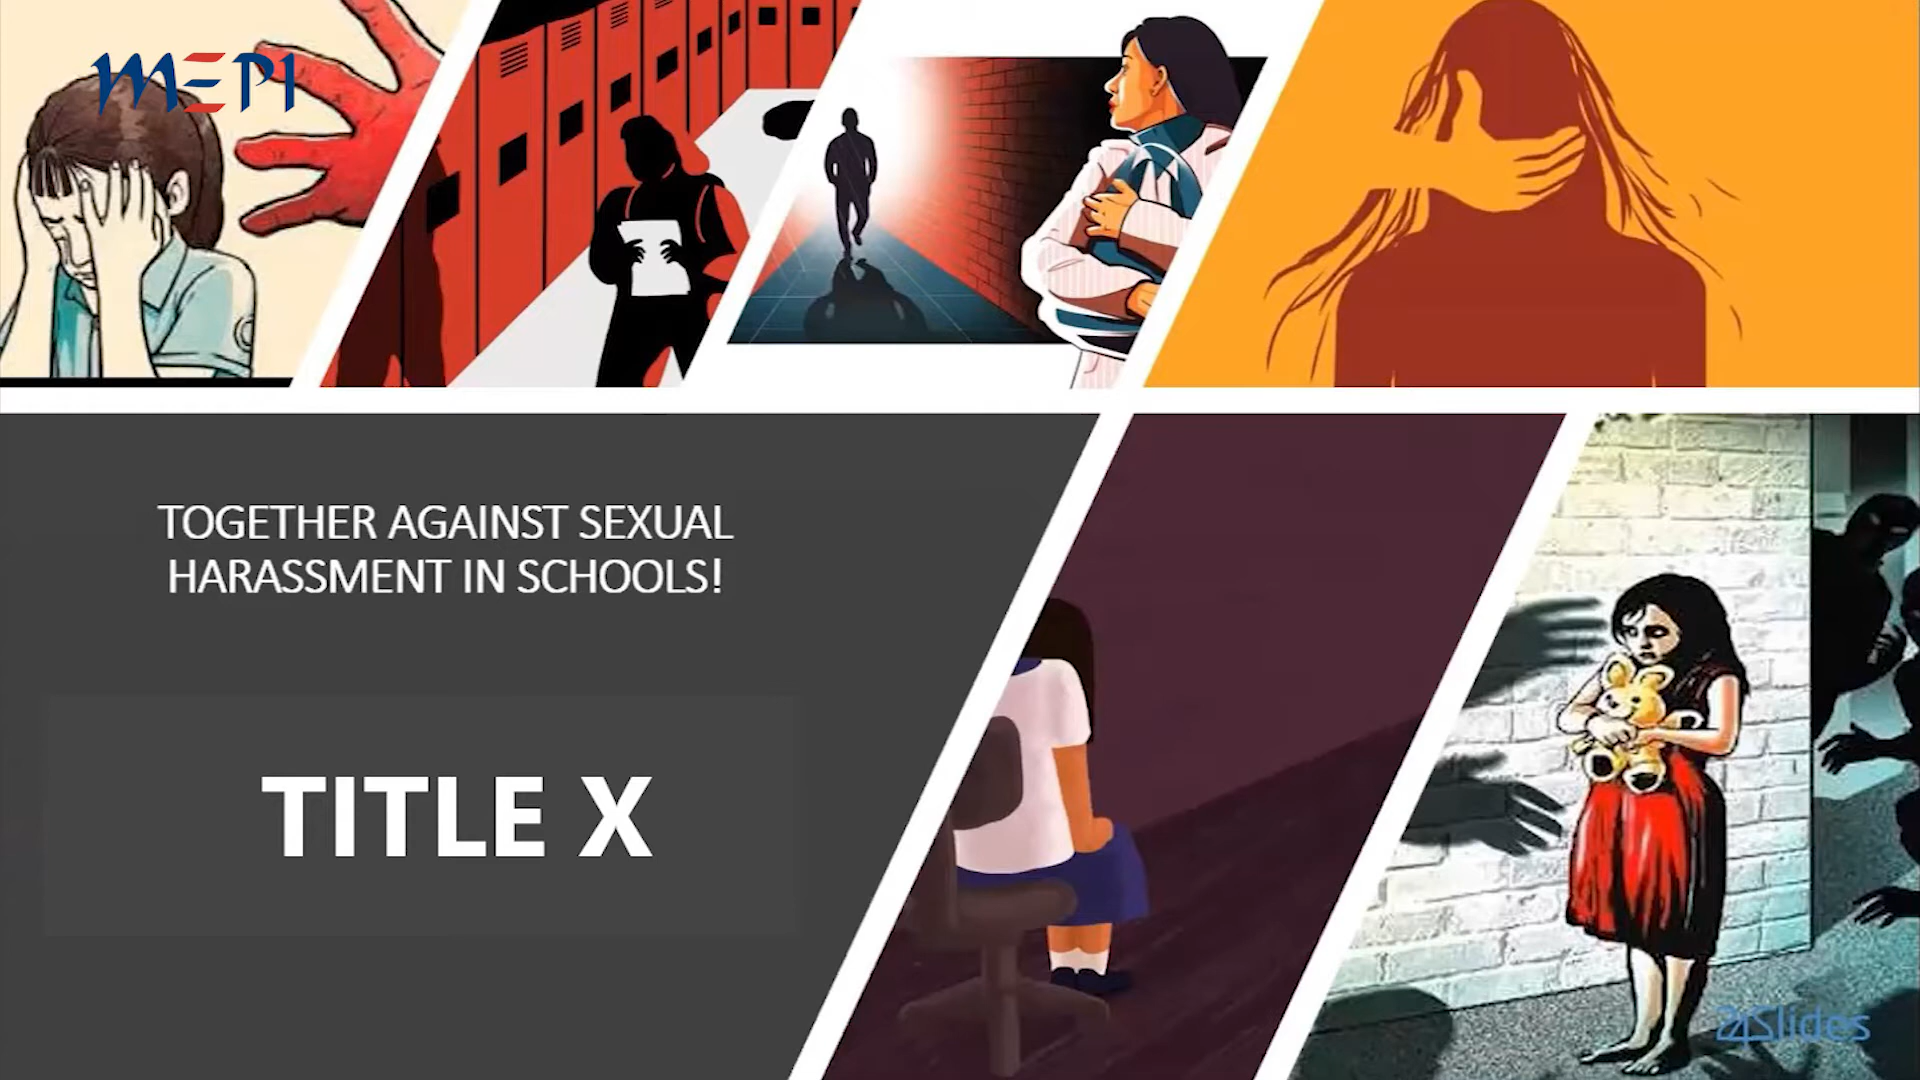 MEPI
TOGETHER AGAINST SEXUAL
HARASSMENT IN SCHOOLS!
TITLE X
24Slides